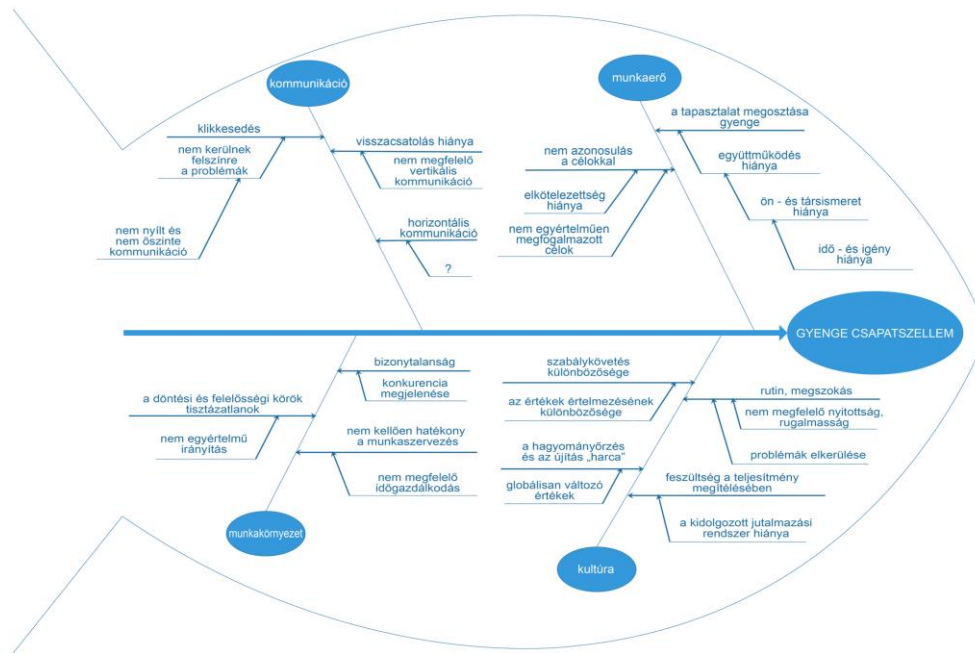 kommunikáció
klikkesedés
nem kerülnek
felszínre
a problémák
nem nyílt és
nem őszinte
kommunikáció
visszacsatolás hiánya
nem megfelelő
vertikális
kommunikáció
horizontális
kommunikáció
?
munkaerő
a tapasztalat megosztása
gyenge
együttműködés
hiánya
ön - és társismeret
hiánya
idő - és igény
hiánya
nem azonosulás
a célokkal
elkötelezettség
hiánya
nem egyértelműen
megfogalmazott
célok
GYENGE CSAPATSZELLEM
bizonytalanság
konkurencia
megjelenése
a döntési és felelősségi körök
tisztázatlanok
nem egyértelmű
irányítás
nem kellően hatékony
a munkaszervezés
nem megfelelő
időgazdálkodás
munkakörnyezet
szabálykövetés
különbözősége
az értékek értelmezésének
különbözősége
rutin, megszokás
nem megfelelő nyitottság,
rugalmasság
problémák elkerülése
a hagyományőrzés
és az újítás „harca”
globálisan változó
értékek
feszültség a teljesítmény
megítélésében
a kidolgozott jutalmazási
rendszer hiánya
kultúra